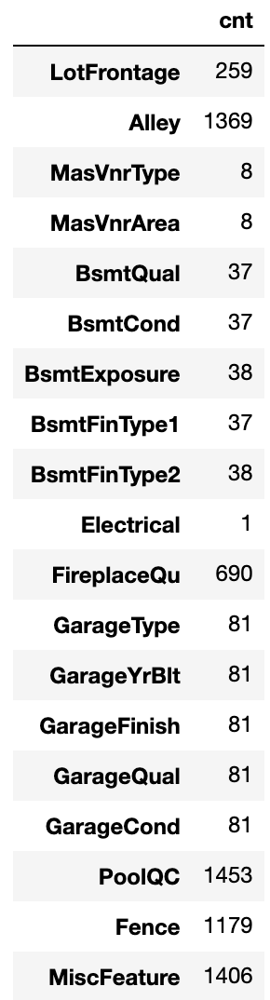 cnt
LotFrontage 259
Alley 1369
MasVnrType 8
MasVnrArea 8
BsmtQual 37
BsmtCond 37
BsmtExposure 38
BsmtFinType1 37
BsmtFinType2 38
Electrical 1
FireplaceQu 690
GarageType 81
GarageYrBlt 81
GarageFinish 81
GarageQual 81
GarageCond 81
PoolQC 1453
Fence 1179
MiscFeature 1406